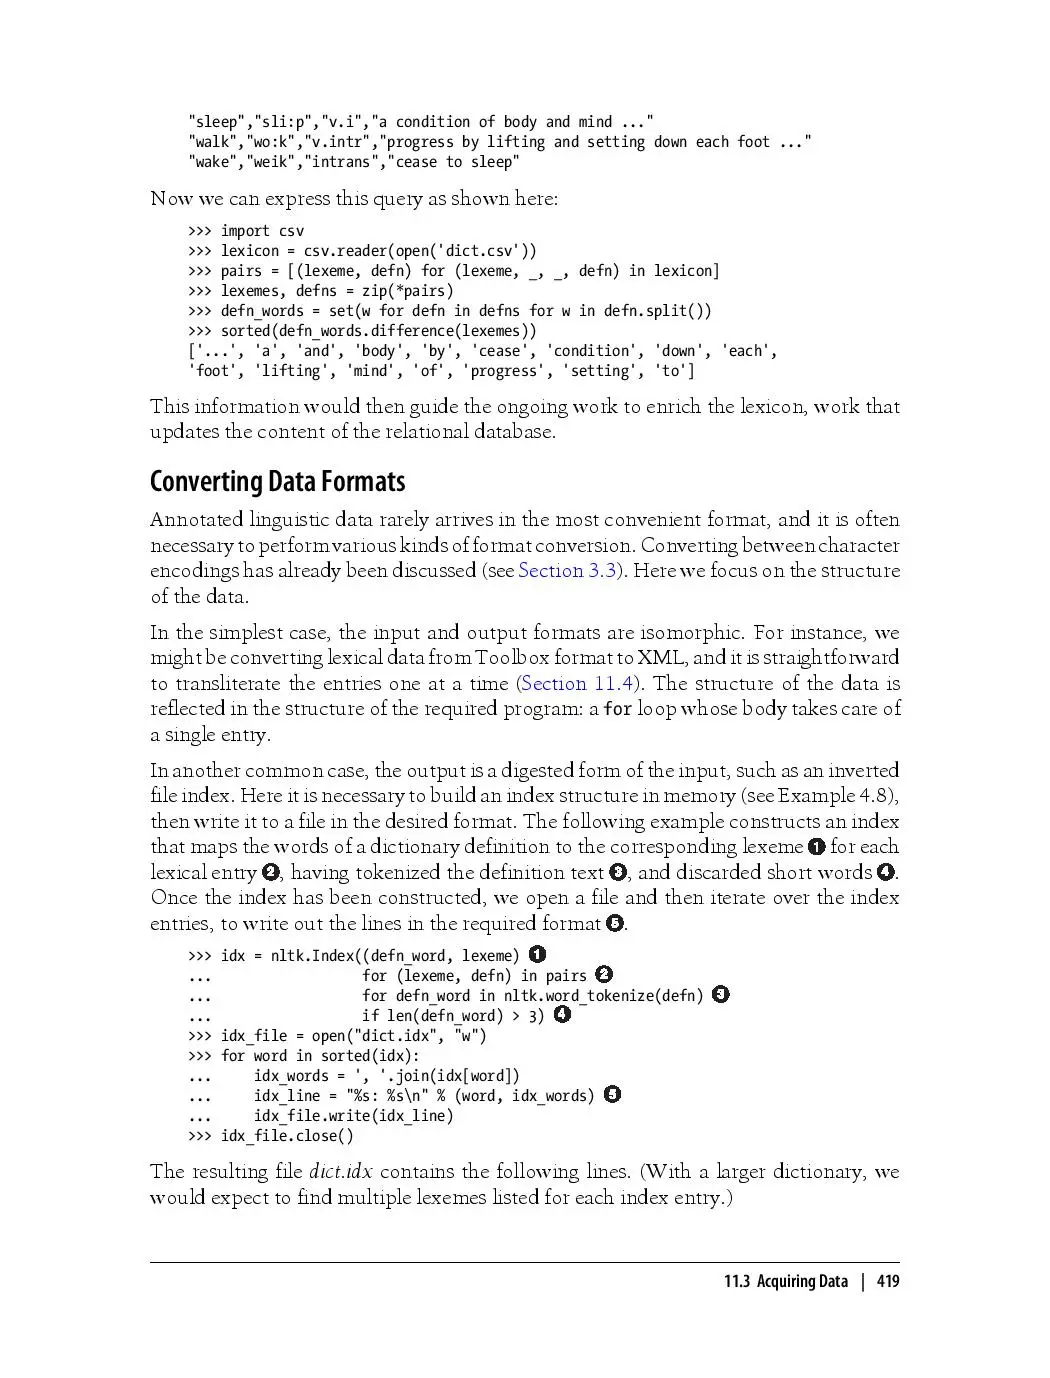 "sleep","sli:p","v.i","a condition of body and mind ..."
"walk","wo:k","v.intr","progress by lifting and setting down each foot ..."
"wake","weik","intrans","cease to sleep"
Now we can express this query as shown here:
>>> import csv
>>> lexicon = csv.reader(open('dict.csv'))
>>> pairs = [(lexeme, defn) for (lexeme, _, _, defn) in lexicon]
>>> lexemes, defns = zip(*pairs)
>>> defn_words = set(w for defn in defns for w in defn.split())
>>> sorted(defn_words.difference(lexemes))
['...', 'a', 'and', 'body', 'by', 'cease', 'condition', 'down', 'each',
'foot', 'lifting', 'mind', 'of', 'progress', 'setting', 'to']
This information would then guide the ongoing work to enrich the lexicon, work that
updates the content of the relational database.
Converting Data Formats
Annotated linguistic data rarely arrives in the most convenient format, and it is often
necessary to perform various kinds of format conversion. Converting between character
encodings has already been discussed (see Section 3.3). Here we focus on the structure
of the data.
In the simplest case, the input and output formats are isomorphic. For instance, we
might be converting lexical data from Toolbox format to XML, and it is straightforward
to transliterate the entries one at a time (Section 11.4). The structure of the data is
reflected in the structure of the required program: a for loop whose body takes care of
a single entry.
In another common case, the output is a digested form of the input, such as an inverted
file index. Here it is necessary to build an index structure in memory (see Example 4.8),
then write it to a file in the desired format. The following example constructs an index
that maps the words of a dictionary definition to the corresponding lexeme ❶ for each
lexical entry ❷, having tokenized the definition text ❸, and discarded short words ❹.
Once the index has been constructed, we open a file and then iterate over the index
entries, to write out the lines in the required format ❺.
>>> idx = nltk.Index((defn_word, lexeme) ❶
...                  for (lexeme, defn) in pairs ❷
...                  for defn_word in nltk.word_tokenize(defn) ❸
...                  if len(defn_word) > 3) ❹
>>> idx_file = open("dict.idx", "w")
>>> for word in sorted(idx):
...     idx_words = ', '.join(idx[word])
...     idx_line = "%s: %s\n" % (word, idx_words) ❺
...     idx_file.write(idx_line)
>>> idx_file.close()
The resulting file dict.idx contains the following lines. (With a larger dictionary, we
would expect to find multiple lexemes listed for each index entry.)
11.3 Acquiring Data | 419